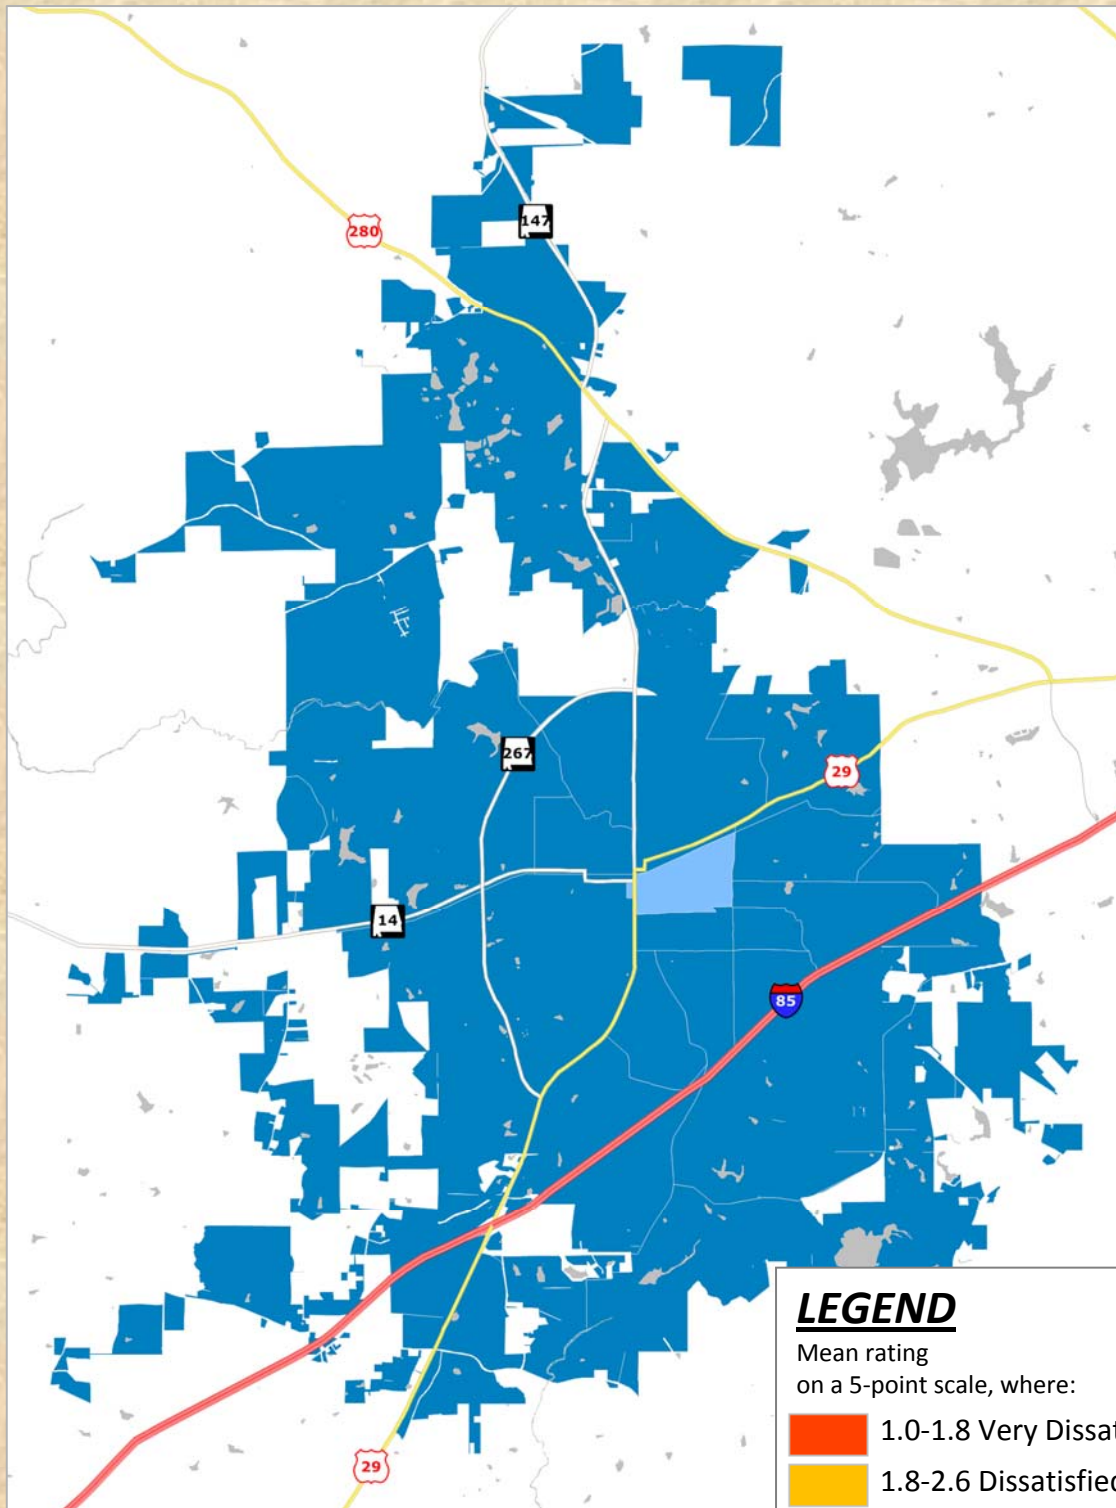 147
280
267
29
14
85
29
LEGEND
Mean rating
on a 5-point scale, where:
1.0-1.8 Very Dissat
1.8-2.6 Dissatisfied